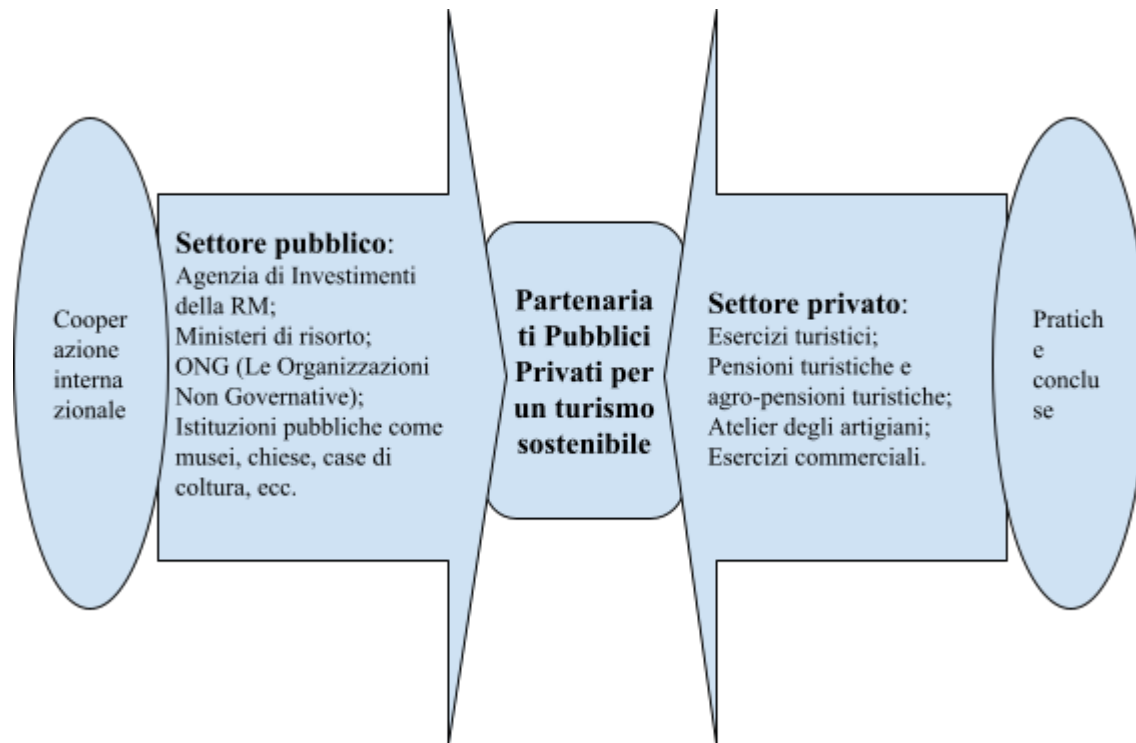 Cooper
azione
interna
zionale
Settore pubblico:
Agenzia di Investimenti
della RM;
Ministeri di risorto;
ONG (Le Organizzazioni
Non Governative);
Istituzioni pubbliche come
musei, chiese, case di
coltura, ecc.
Partenaria
ti Pubblici
Privati per
un turismo
sostenibile
Settore privato:
Esercizi turistici;
Pensioni turistiche e
agro-pensioni turistiche;
Atelier degli artigiani;
Esercizi commerciali.
Pratich
e
conclu
se